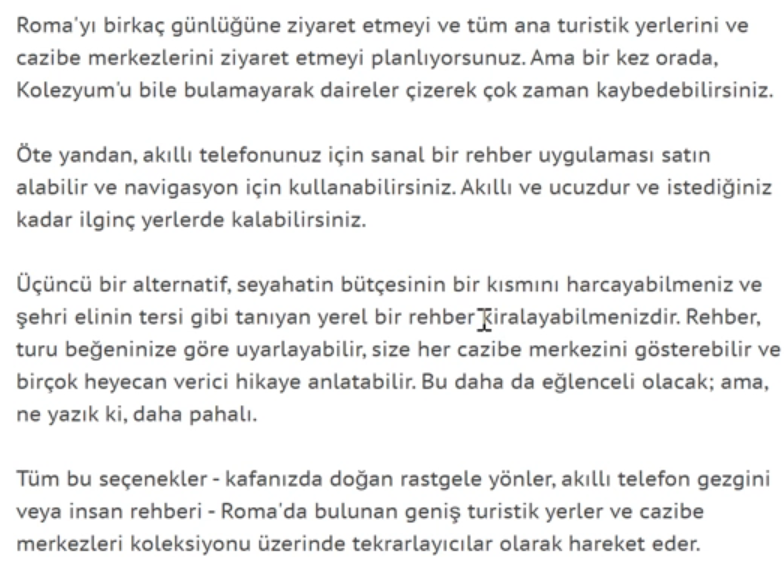 Roma'yı birkaç günlüğüne ziyaret etmeyi ve tüm ana turistik yerlerini ve
cazibe merkezlerini ziyaret etmeyi planlıyorsunuz. Ama bir kez orada,
Kolezyum'u bile bulamayarak daireler çizerek çok zaman kaybedebilirsiniz.
Öte yandan, akıllı telefonunuz için sanal bir rehber uygulaması satın
alabilir ve navigasyon için kullanabilirsiniz. Akıllı ve ucuzdur ve istediğiniz
kadar ilginç yerlerde kalabilirsiniz.
Üçüncü bir alternatif, seyahatin bütçesinin bir kısmını harcayabilmeniz ve
şehri elinin tersi gibi tanıyan yerel bir rehber kiralayabilmenizdir. Rehber,
turu beğeninize göre uyarlayabilir, size her cazibe merkezini gösterebilir ve
birçok heyecan verici hikaye anlatabilir. Bu daha da eğlenceli olacak; ama,
ne yazık ki, daha pahalı.
Tüm bu seçenekler - kafanızda doğan rastgele yönler, akıllı telefon gezgini
veya insan rehberi - Roma'da bulunan geniş turistik yerler ve cazibe
merkezleri koleksiyonu üzerinde tekrarlayıcılar olarak hareket eder.